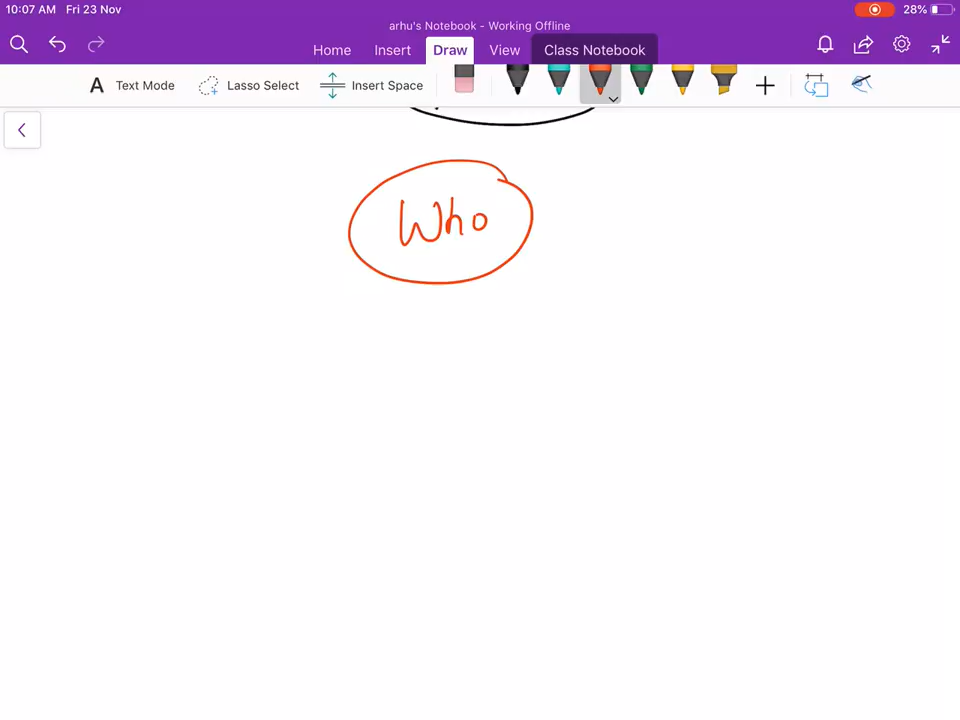 10:07 AM Fri 23 Nov 28%
arhu's Notebook - Working Offline
Home Insert Draw View Class Notebook
A Text Mode Lasso Select Insert Space
Who